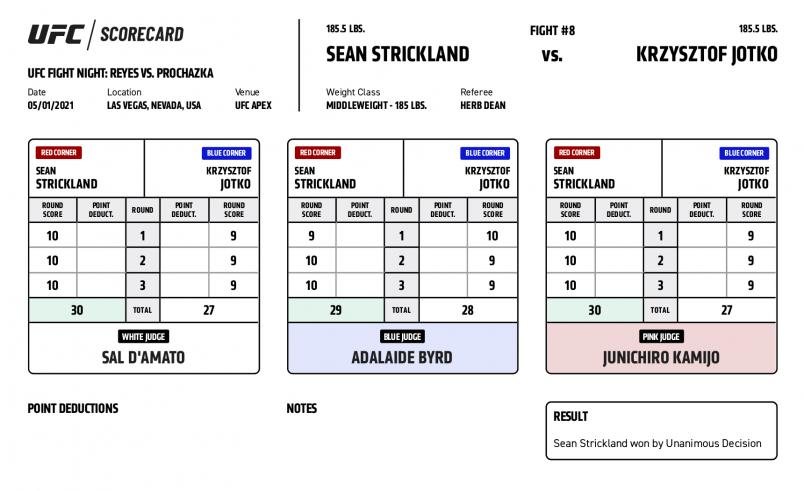 UFC SCORECARD
UFC FIGHT NIGHT: REYES VS. PROCHAZKA
Date Location Venue
05/01/2021 LAS VEGAS, NEVADA, USA UFC APEX
185.5 LBS. FIGHT #8 185.5 LBS.
SEAN STRICKLAND VS. KRZYSZTOF JOTKO
Weight Class Referee
MIDDLEWEIGHT - 185 LBS. HERB DEAN
RED CORNER BLUE CORNER
SEAN KRZYSZTOF
STRICKLAND JOTKO
ROUND SCORE POINT DEDUCT. ROUND POINT DEDUCT. ROUND SCORE
10 1 9
10 2 9
10 3 9
30 TOTAL 27
WHITE JUDGE
SAL D'AMATO
RED CORNER BLUE CORNER
SEAN KRZYSZTOF
STRICKLAND JOTKO
ROUND SCORE POINT DEDUCT. ROUND POINT DEDUCT. ROUND SCORE
9 1 10
10 2 9
10 3 9
29 TOTAL 28
BLUE JUDGE
ADALAIDE BYRD
RED CORNER BLUE CORNER
SEAN KRZYSZTOF
STRICKLAND JOTKO
ROUND SCORE POINT DEDUCT. ROUND POINT DEDUCT. ROUND SCORE
10 1 9
10 2 9
10 3 9
30 TOTAL 27
PINK JUDGE
JUNICHIRO KAMIJO
POINT DEDUCTIONS
NOTES
RESULT
Sean Strickland won by Unanimous Decision